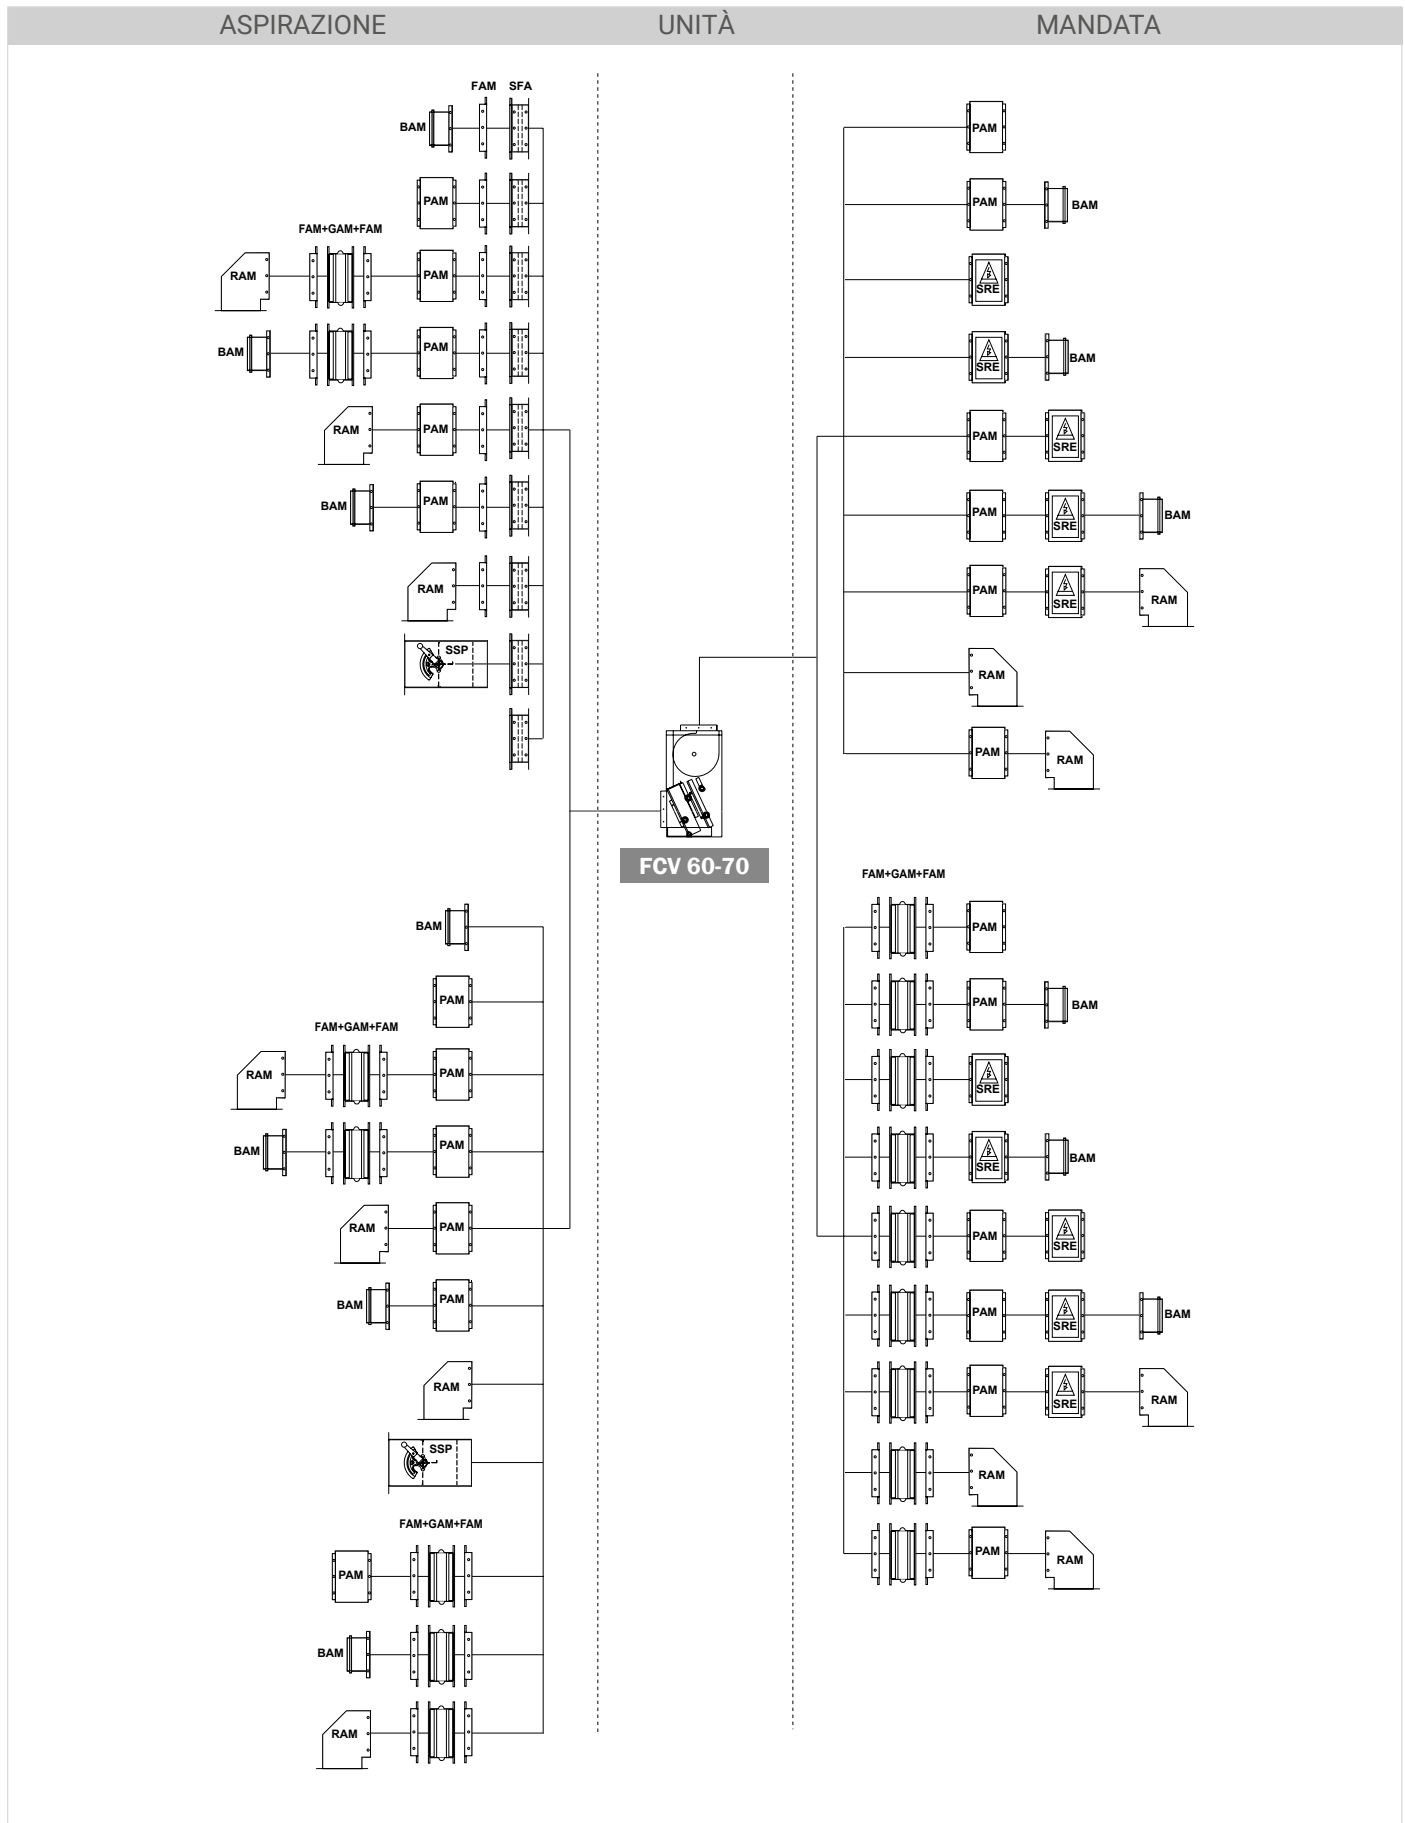 ASPIRAZIONE UNITÀ MANDATA
FAM SFA
BAM
PAM
FAM+GAM+FAM
RAM PAM
BAM PAM
RAM PAM
BAM PAM
RAM
SSP
BAM
PAM
FAM+GAM+FAM
RAM PAM
BAM PAM
RAM PAM
BAM PAM
RAM
SSP
FAM+GAM+FAM
PAM
BAM
RAM
FCV 60-70
PAM
PAM BAM
SRE
SRE BAM
PAM SRE
PAM SRE BAM
PAM SRE RAM
RAM
PAM RAM
FAM+GAM+FAM
PAM
PAM BAM
SRE
SRE BAM
PAM SRE
PAM SRE BAM
PAM SRE RAM
RAM
PAM RAM